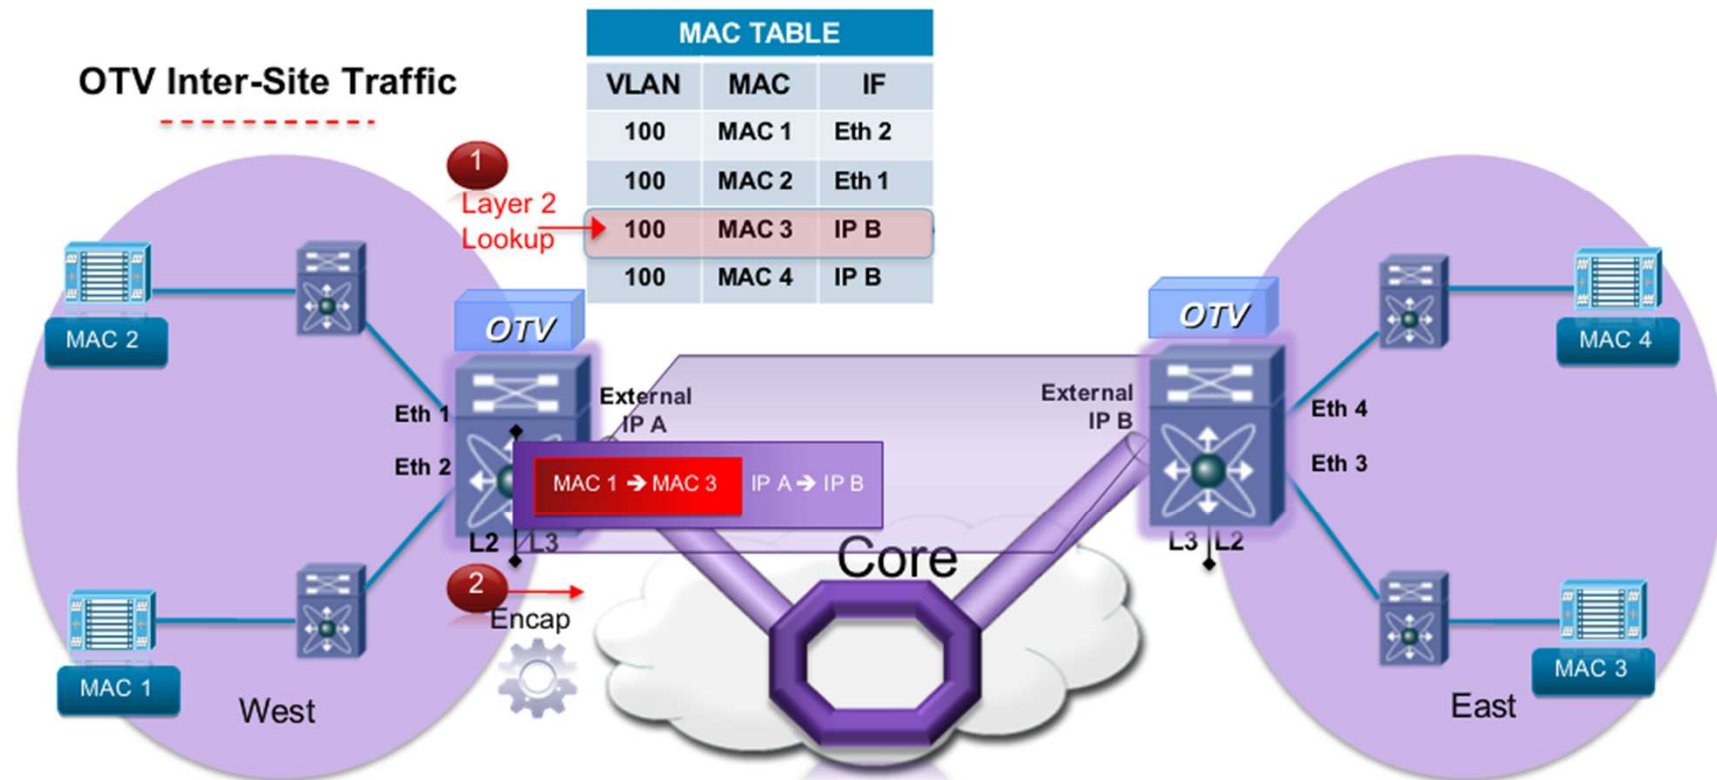 OTV Inter-Site Traffic
MAC TABLE
VLAN MAC IF
100 MAC 1 Eth 2
100 MAC 2 Eth 1
100 MAC 3 IP B
100 MAC 4 IP B
1
Layer 2
Lookup
MAC 2
OTV
OTV
MAC 4
External
IP A
External
IP B
Eth 1
Eth 2
Eth 4
Eth 3
MAC 1 → MAC 3 IP A → IP B
L2 L3
L3 L2
Core
2
Encap
MAC 1
West
MAC 3
East